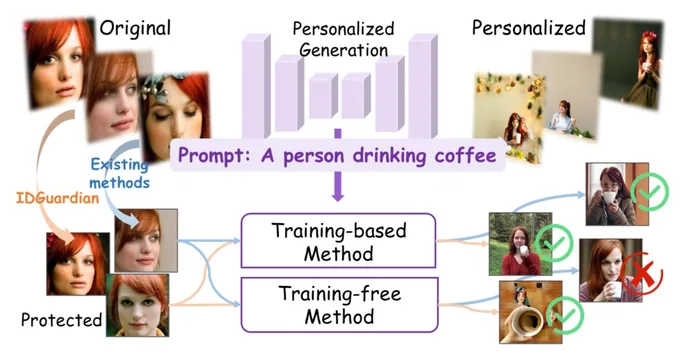 Original
Personalized
Generation
Personalized
Prompt: A person drinking coffee
Existing
methods
IDGuardian
Training-based
Method
Training-free
Method
Protected